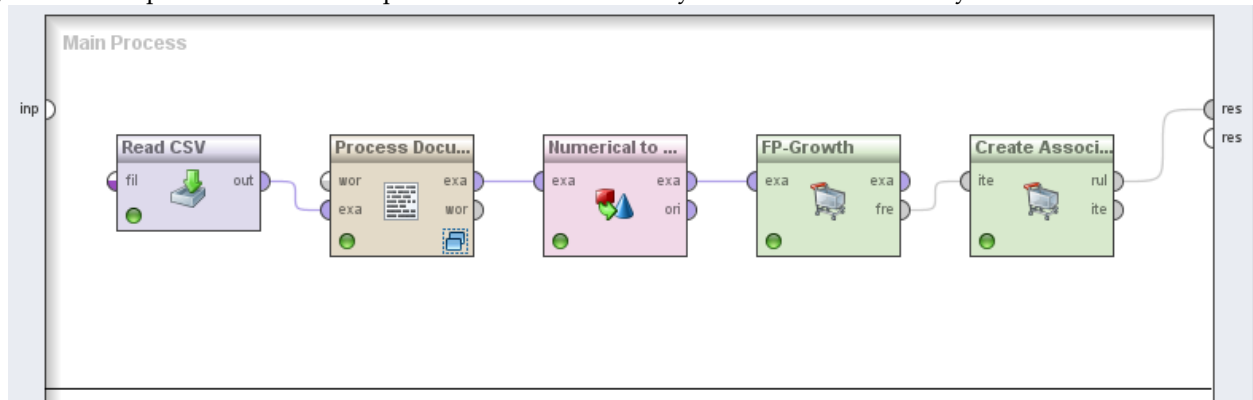 Main Process
inp
res
res
Read CSV
fil
out
Process Docu...
wor
exa
exa
wor
Numerical to ...
exa
exa
ori
FP-Growth
exa
exa
fre
Create Associ...
ite
rul
ite